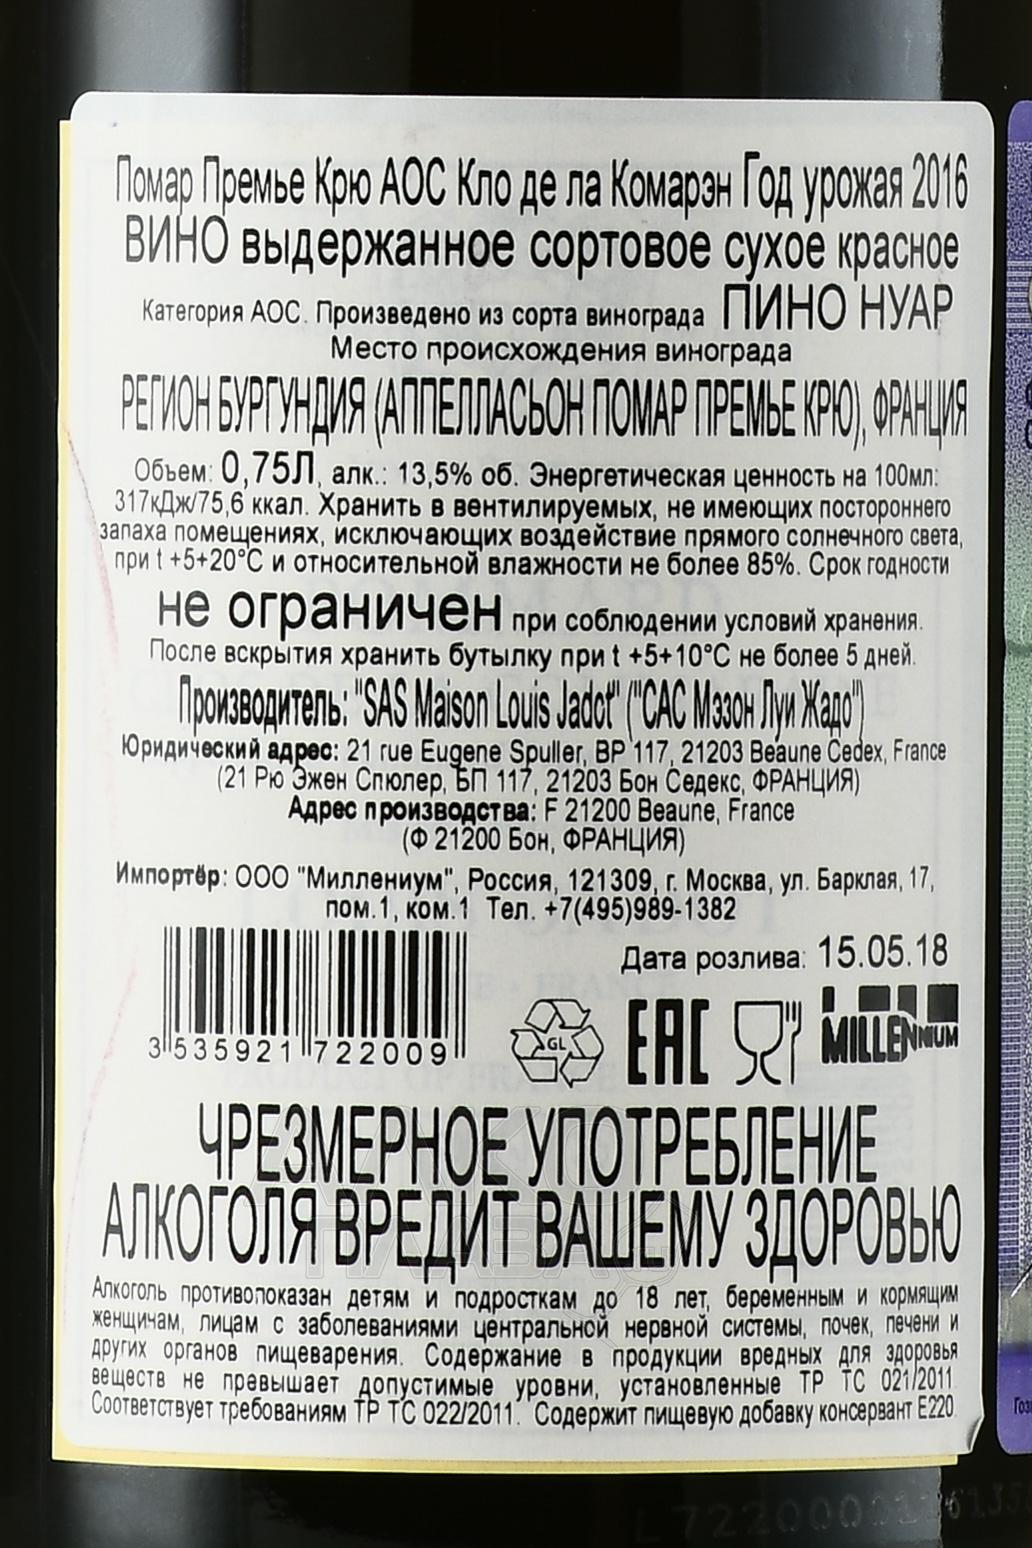 Помар Премье Крю АОС Кло де ла Комарэн Год урожая 2016
ВИНО выдержанное сортовое сухое красное
Категория АОС. Произведено из сорта винограда ПИНО НУАР
Место происхождения винограда
РЕГИОН БУРГУНДИЯ (АППЕЛЛАСЬОН ПОМАР ПРЕМЬЕ КРЮ), ФРАНЦИЯ
Объем: 0,75Л, алк.: 13,5% об. Энергетическая ценность на 100мл:
317кДж/75,6 ккал. Хранить в вентилируемых, не имеющих постороннего
запаха помещениях, исключающих воздействие прямого солнечного света,
при t +5+20°С и относительной влажности не более 85%. Срок годности
не ограничен при соблюдении условий хранения.
После вскрытия хранить бутылку при t +5+10°С не более 5 дней.
Производитель: "SAS Maison Louis Jadot" ("САС Мэзон Луи Жадо")
Юридический адрес: 21 rue Eugene Spuller, BP 117, 21203 Beaune Cedex, France
(21 Рю Эжен Спюлер, БП 117, 21203 Бон Седекс, ФРАНЦИЯ)
Адрес производства: F 21200 Beaune, France
(Ф 21200 Бон, ФРАНЦИЯ)
Импортёр: ООО "Миллениум", Россия, 121309, г. Москва, ул. Барклая, 17,
пом.1, ком.1 Тел. +7(495)989-1382
Дата розлива: 15.05.18
3 535921 722009
GL
EAC
MILLENNIUM
ЧРЕЗМЕРНОЕ УПОТРЕБЛЕНИЕ
АЛКОГОЛЯ ВРЕДИТ ВАШЕМУ ЗДОРОВЬЮ
Алкоголь противопоказан детям и подросткам до 18 лет, беременным и кормящим
женщинам, лицам с заболеваниями центральной нервной системы, почек, печени и
других органов пищеварения. Содержание в продукции вредных для здоровья
веществ не превышает допустимые уровни, установленные ТР ТС 021/2011.
Соответствует требованиям ТР ТС 022/2011. Содержит пищевую добавку консервант Е220.